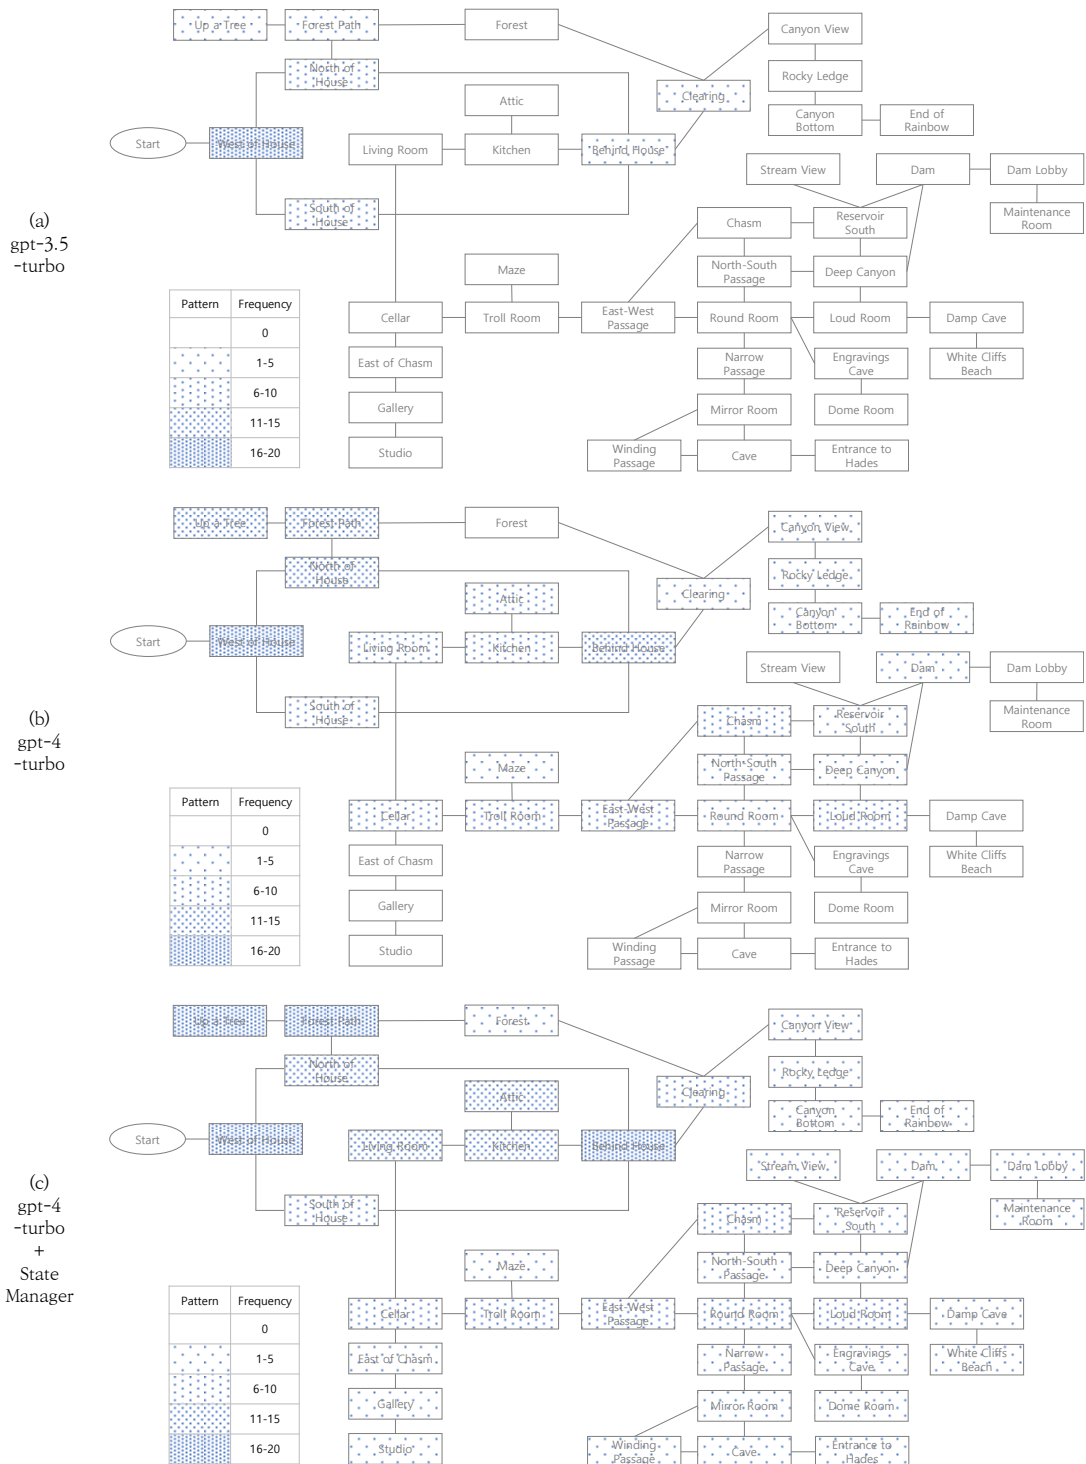 Up a Tree
Forest Path
Forest
Canyon View
North of
House
Rocky Ledge
Attic
Clearing
Canyon
Bottom
End of
Rainbow
Start
West of House
Living Room
Kitchen
Behind House
Stream View
Dam
Dam Lobby
South of
House
Chasm
Reservoir
South
Maintenance
Room
(a)
gpt-3.5
-turbo
Maze
North-South
Passage
Deep Canyon
Pattern Frequency
0
1-5
6-10
11-15
16-20
Cellar
Troll Room
East-West
Passage
Round Room
Loud Room
Damp Cave
East of Chasm
Narrow
Passage
Engravings
Cave
White Cliffs
Beach
Gallery
Mirror Room
Dome Room
Studio
Winding
Passage
Cave
Entrance to
Hades
Up a Tree
Forest Path
Forest
Canyon View
North of
House
Rocky Ledge
Attic
Clearing
Canyon
Bottom
End of
Rainbow
Start
West of House
Living Room
Kitchen
Behind House
Stream View
Dam
Dam Lobby
South of
House
Chasm
Reservoir
South
Maintenance
Room
(b)
gpt-4
-turbo
Maze
North-South
Passage
Deep Canyon
Pattern Frequency
0
1-5
6-10
11-15
16-20
Cellar
Troll Room
East-West
Passage
Round Room
Loud Room
Damp Cave
East of Chasm
Narrow
Passage
Engravings
Cave
White Cliffs
Beach
Gallery
Mirror Room
Dome Room
Studio
Winding
Passage
Cave
Entrance to
Hades
Up a Tree
Forest Path
Forest
Canyon View
North of
House
Rocky Ledge
Attic
Clearing
Canyon
Bottom
End of
Rainbow
Start
West of House
Living Room
Kitchen
Behind House
Stream View
Dam
Dam Lobby
South of
House
Chasm
Reservoir
South
Maintenance
Room
(c)
gpt-4
-turbo
+
State
Manager
Maze
North-South
Passage
Deep Canyon
Pattern Frequency
0
1-5
6-10
11-15
16-20
Cellar
Troll Room
East-West
Passage
Round Room
Loud Room
Damp Cave
East of Chasm
Narrow
Passage
Engravings
Cave
White Cliffs
Beach
Gallery
Mirror Room
Dome Room
Studio
Winding
Passage
Cave
Entrance to
Hades